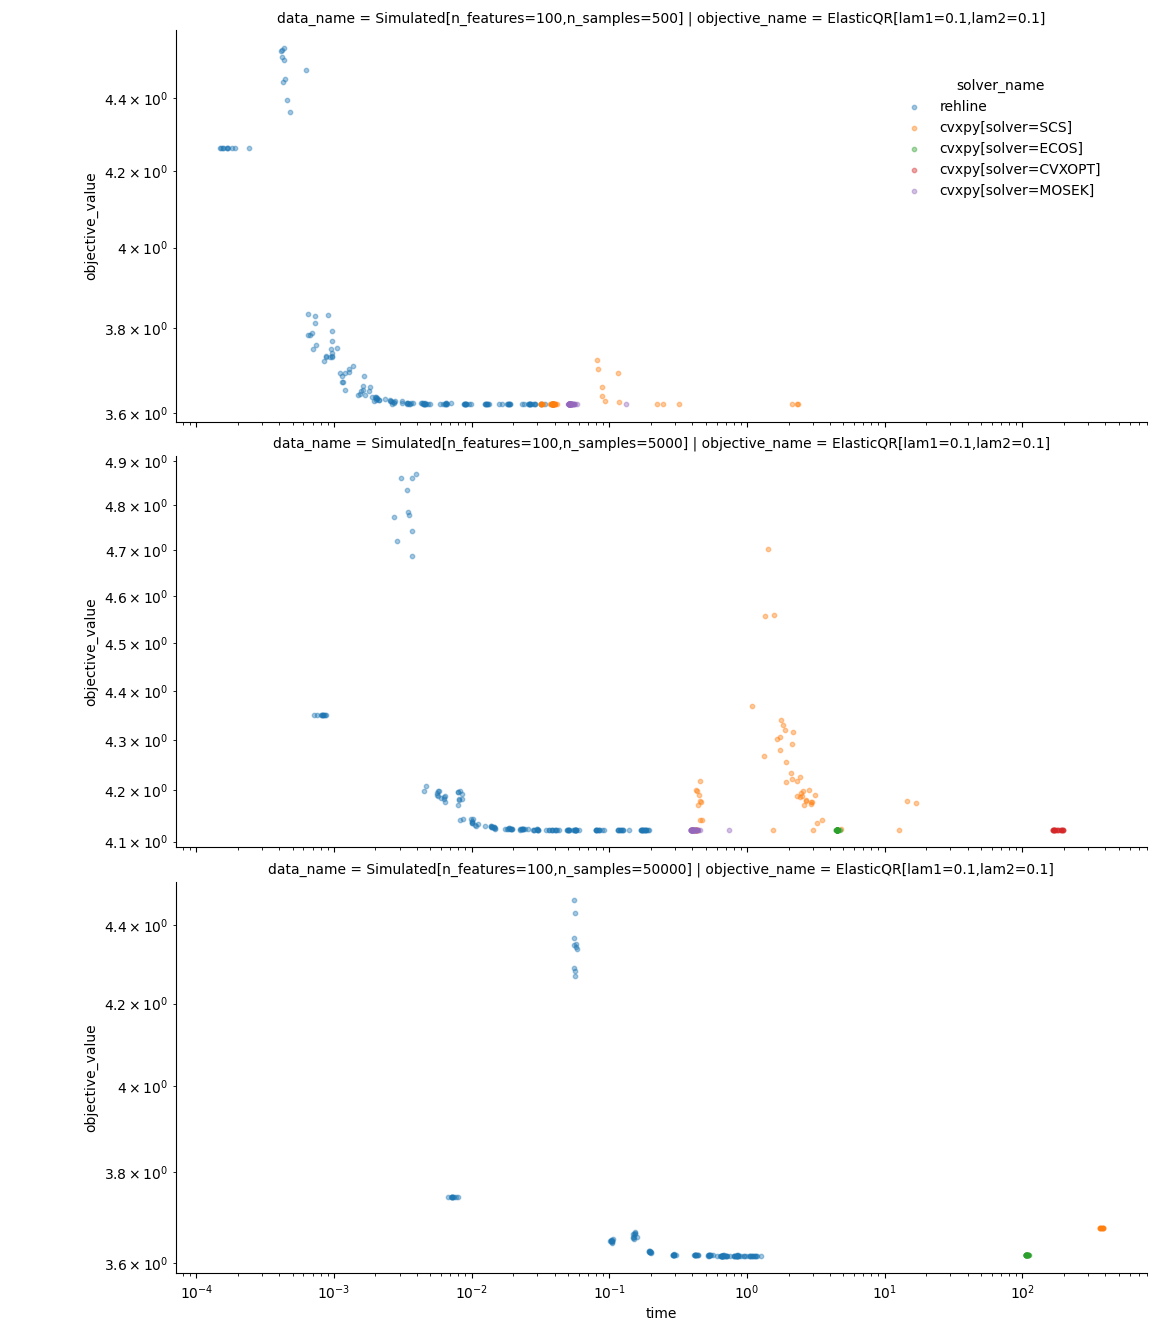 data_name = Simulated[n_features=100,n_samples=500] | objective_name = ElasticQR[lam1=0.1,lam2=0.1]
solver_name
rehline
cvxpy[solver=SCS]
cvxpy[solver=ECOS]
cvxpy[solver=CVXOPT]
cvxpy[solver=MOSEK]
objective_value
4.4 × 10⁰
4.2 × 10⁰
4 × 10⁰
3.8 × 10⁰
3.6 × 10⁰
data_name = Simulated[n_features=100,n_samples=5000] | objective_name = ElasticQR[lam1=0.1,lam2=0.1]
objective_value
4.9 × 10⁰
4.8 × 10⁰
4.7 × 10⁰
4.6 × 10⁰
4.5 × 10⁰
4.4 × 10⁰
4.3 × 10⁰
4.2 × 10⁰
4.1 × 10⁰
data_name = Simulated[n_features=100,n_samples=50000] | objective_name = ElasticQR[lam1=0.1,lam2=0.1]
objective_value
4.4 × 10⁰
4.2 × 10⁰
4 × 10⁰
3.8 × 10⁰
3.6 × 10⁰
10⁻⁴ 10⁻³ 10⁻² 10⁻¹ 10⁰ 10¹ 10²
time